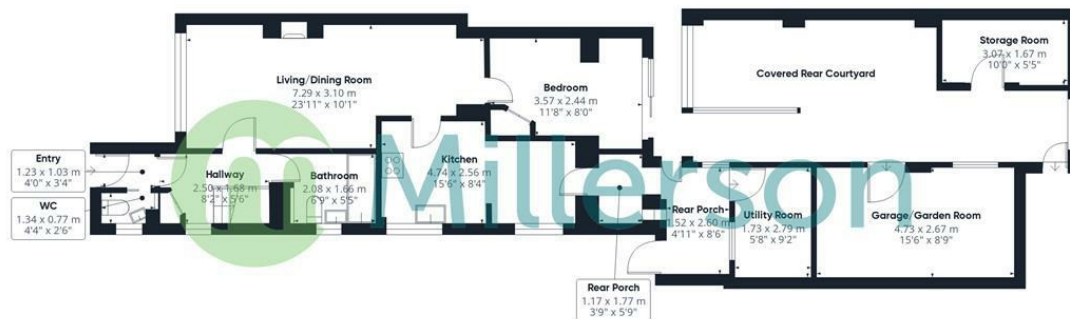 Living/Dining Room
7.29 x 3.10 m
23'11" x 10'1"
Bedroom
3.57 x 2.44 m
11'8" x 8'0"
Storage Room
3.07 x 1.67 m
10'0" x 5'5"
Covered Rear Courtyard
Entry
1.23 x 1.03 m
4'0" x 3'4"
WC
1.34 x 0.77 m
4'4" x 2'6"
Hallway
2.50 x 1.68 m
8'2" x 5'6"
Bathroom
2.08 x 1.66 m
6'9" x 5'5"
Kitchen
4.74 x 2.56 m
15'6" x 8'4"
Rear Porch
1.52 x 2.60 m
4'11" x 8'6"
Utility Room
1.73 x 2.79 m
5'8" x 9'2"
Garage/Garden Room
4.73 x 2.67 m
15'6" x 8'9"
Rear Porch
1.17 x 1.77 m
3'9" x 5'9"
m Millerson